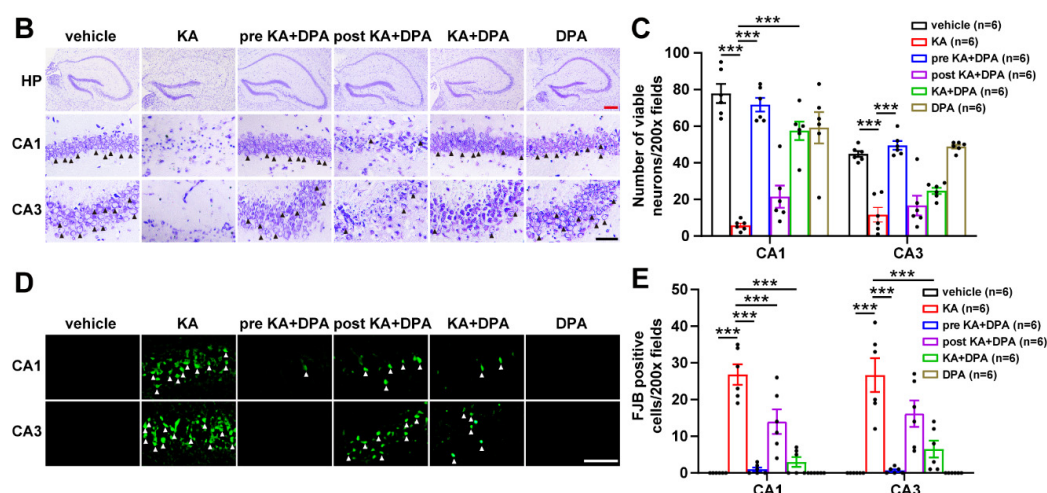 B
vehicle KA pre KA+DPA post KA+DPA KA+DPA DPA
HP
CA1
CA3
C
Number of viable
neurons/200x fields
100
80
60
40
20
0
*** *** ***
*** ***
CA1 CA3
vehicle (n=6)
KA (n=6)
pre KA+DPA (n=6)
post KA+DPA (n=6)
KA+DPA (n=6)
DPA (n=6)
D
vehicle KA pre KA+DPA post KA+DPA KA+DPA DPA
CA1
CA3
E
FJB positive
cells/200x fields
50
40
30
20
10
0
*** *** *** ***
*** *** ***
CA1 CA3
vehicle (n=6)
KA (n=6)
pre KA+DPA (n=6)
post KA+DPA (n=6)
KA+DPA (n=6)
DPA (n=6)